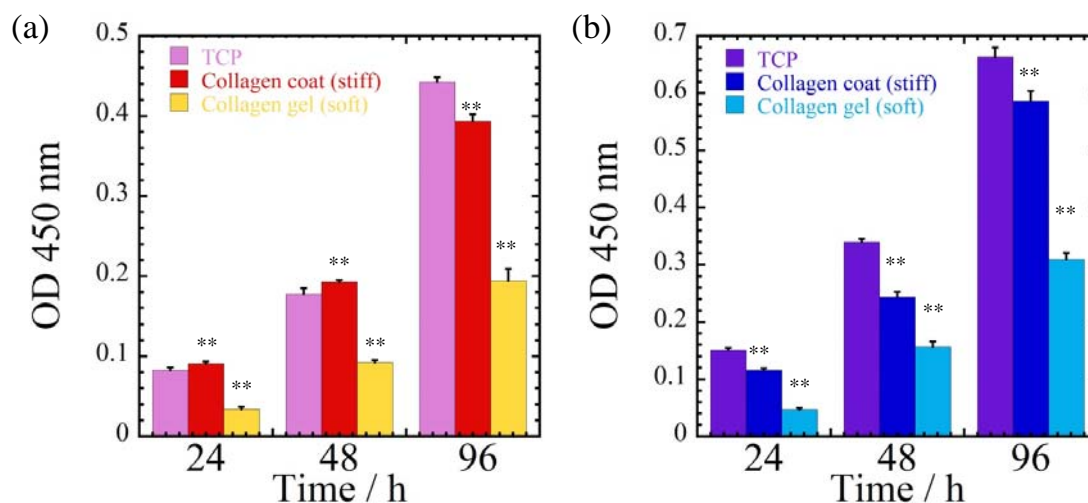 (a)
0.5
0.4
0.3
0.2
0.1
0
OD 450 nm
TCP
Collagen coat (stiff)
Collagen gel (soft)
**
**
**
**
**
**
24 48 96
Time / h
(b)
0.7
0.6
0.5
0.4
0.3
0.2
0.1
0
OD 450 nm
TCP
Collagen coat (stiff)
Collagen gel (soft)
**
**
**
**
**
**
24 48 96
Time / h